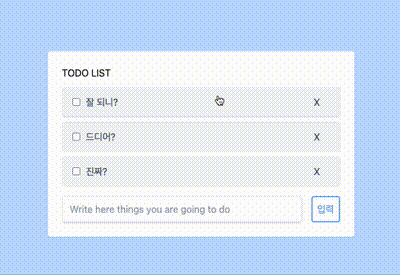 TODO LIST
잘 되니? X
드디어? X
진짜? X
Write here things you are going to do 입력